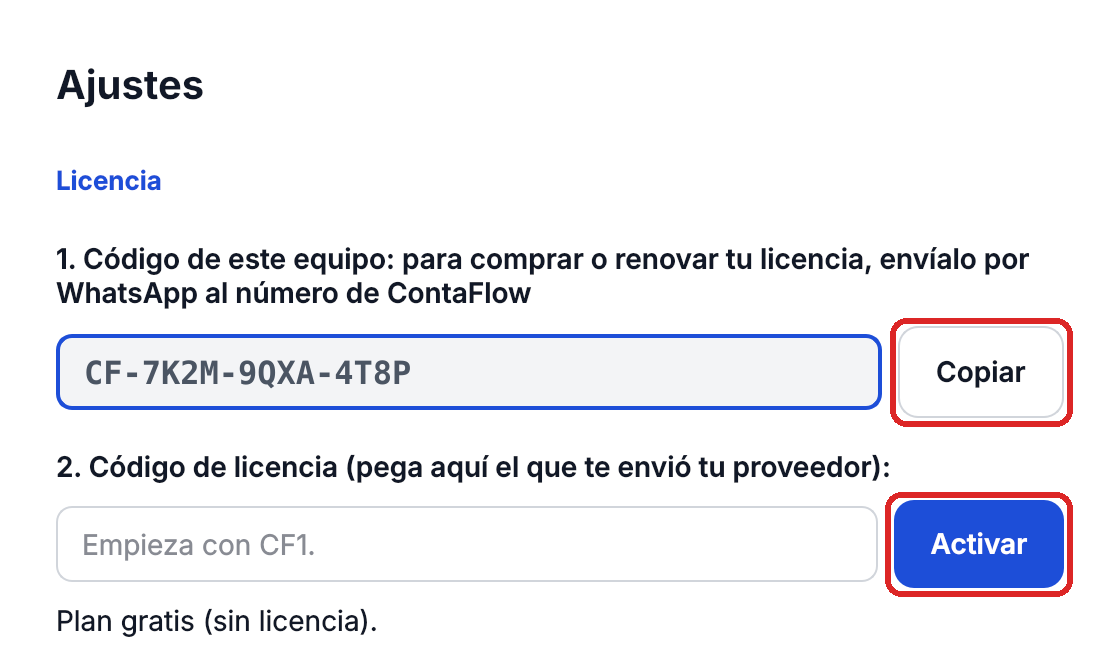 Ajustes
Licencia
1. Código de este equipo: para comprar o renovar tu licencia, envíalo por
WhatsApp al número de ContaFlow
CF-7K2M-9QXA-4T8P
Copiar
2. Código de licencia (pega aquí el que te envió tu proveedor):
Empieza con CF1.
Activar
Plan gratis (sin licencia).